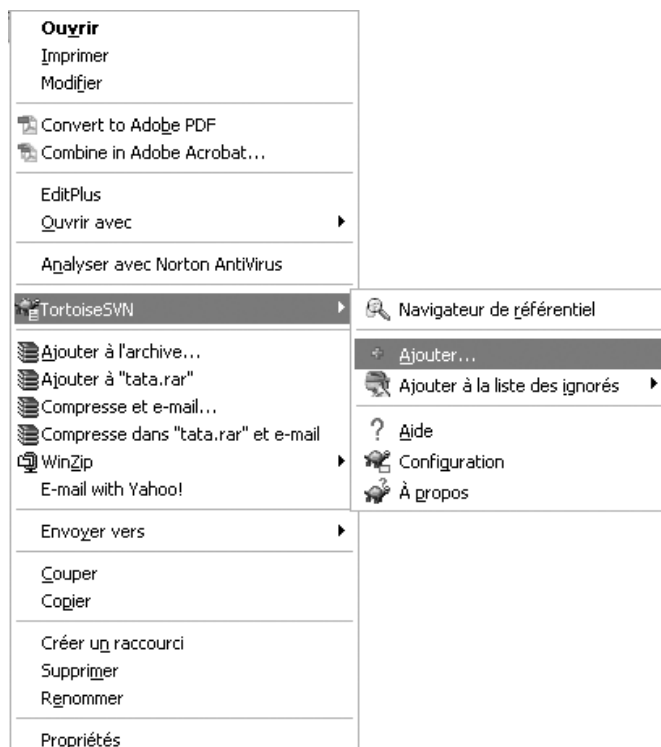 Ouvrir
Imprimer
Modifier
Convert to Adobe PDF
Combine in Adobe Acrobat...
EditPlus
Ouvrir avec
Analyser avec Norton AntiVirus
TortoiseSVN
Ajouter à l'archive...
Ajouter à "tata.rar"
Compresse et e-mail...
Compresse dans "tata.rar" et e-mail
WinZip
E-mail with Yahoo!
Envoyer vers
Couper
Copier
Créer un raccourci
Supprimer
Renommer
Propriétés
Navigateur de référentiel
Ajouter...
Ajouter à la liste des ignorés
Aide
Configuration
À propos